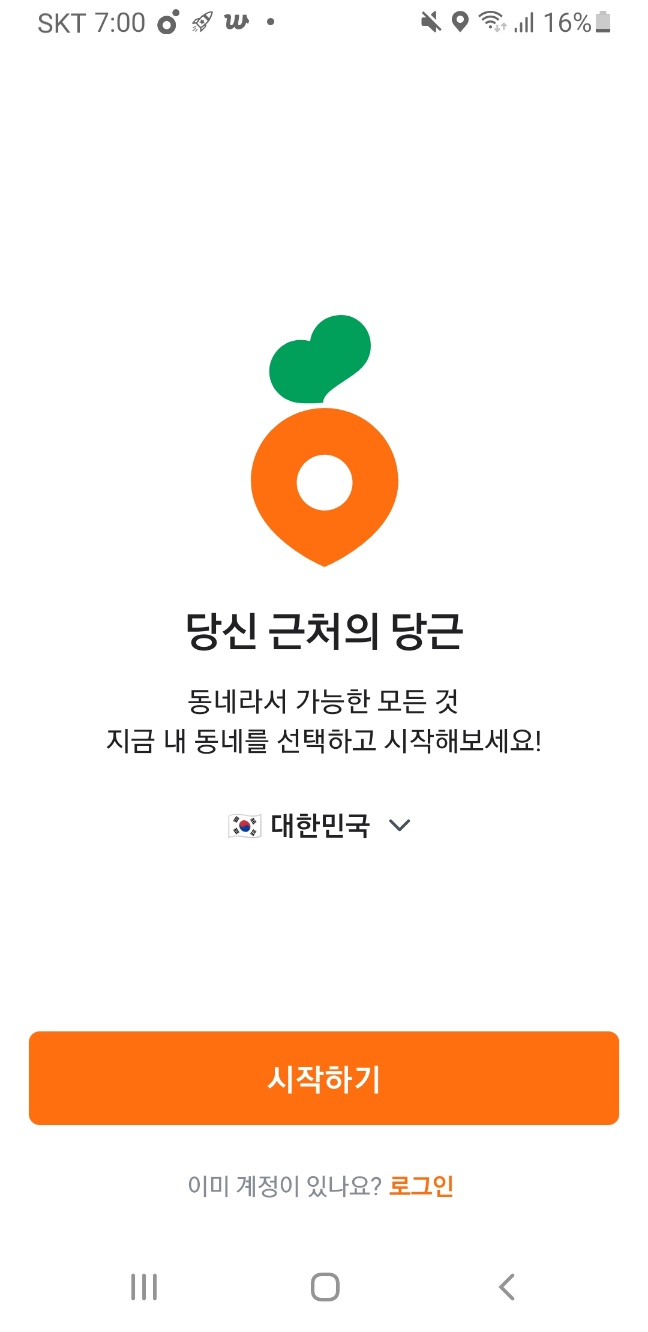 SKT 7:00 16%
당신 근처의 당근
동네라서 가능한 모든 것
지금 내 동네를 선택하고 시작해보세요!
대한민국
시작하기
이미 계정이 있나요? 로그인